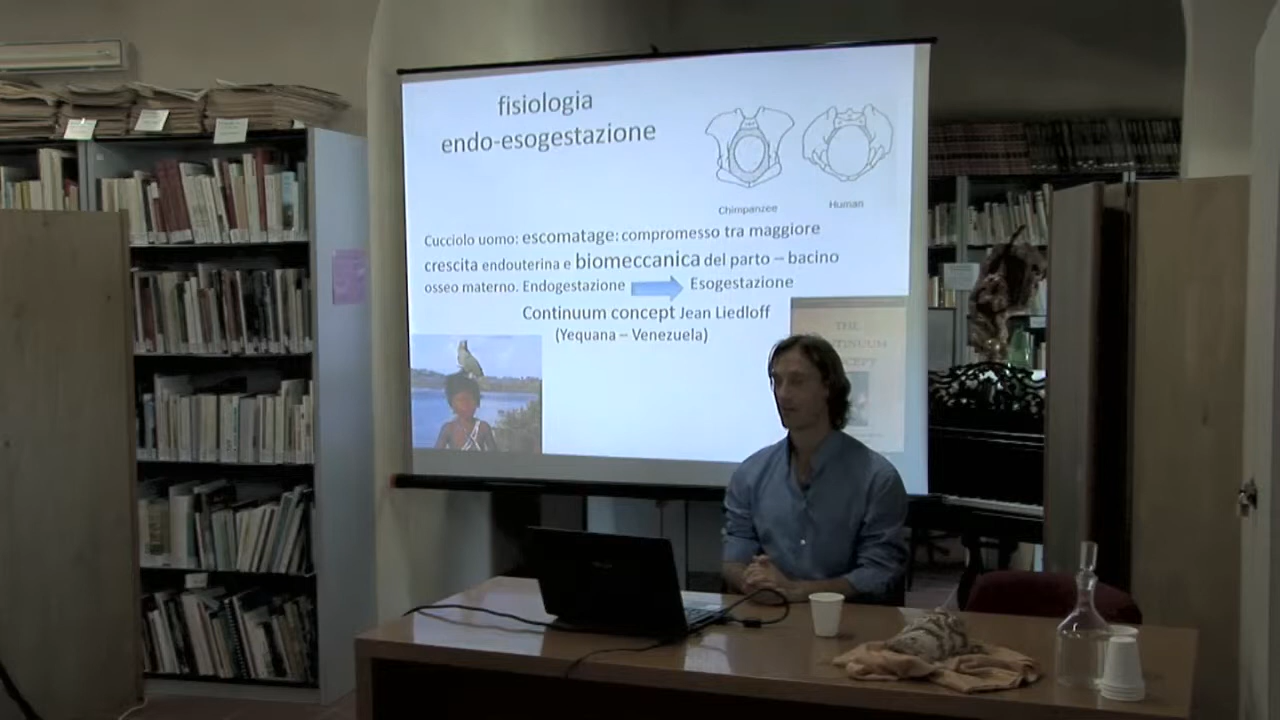 fisiologia
endo-esogestazione
Chimpanzee
Human
Cucciolo uomo: escomatage: compromesso tra maggiore
crescita endouterina e biomeccanica del parto – bacino
osseo materno. Endogestazione Esogestazione
Continuum concept Jean Liedloff
(Yequana – Venezuela)
THE